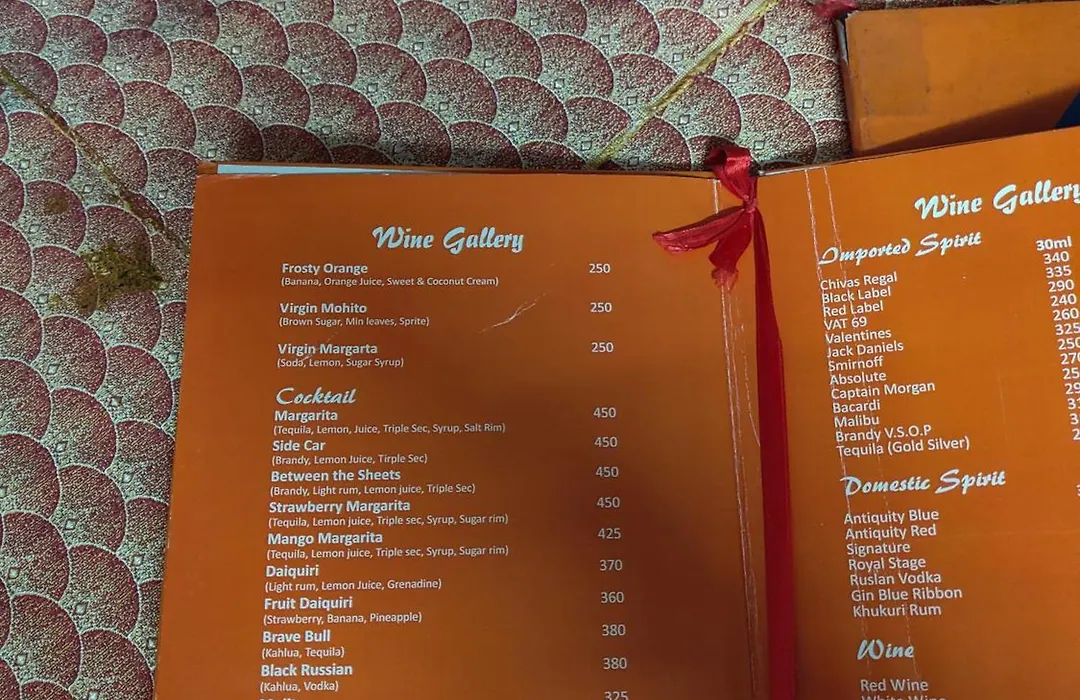 Wine Gallery
Frosty Orange 250
(Banana, Orange Juice, Sweet & Coconut Cream)
Virgin Mohito 250
(Brown Sugar, Min leaves, Sprite)
Virgin Margarta 250
(Soda, Lemon, Sugar Syrup)
Cocktail
Margarita 450
(Tequila, Lemon, Juice, Triple Sec, Syrup, Salt Rim)
Side Car 450
(Brandy, Lemon Juice, Tirple Sec)
Between the Sheets 450
(Brandy, Light rum, Lemon juice, Triple Sec)
Strawberry Margarita 450
(Tequila, Lemon juice, Triple sec, Syrup, Sugar rim)
Mango Margarita 425
(Tequila, Lemon juice, Triple sec, Syrup, Sugar rim)
Daiquiri 370
(Light rum, Lemon Juice, Grenadine)
Fruit Daiquiri 360
(Strawberry, Banana, Pineapple)
Brave Bull 380
(Kahlua, Tequila)
Black Russian 380
(Kahlua, Vodka)
325
Wine Gallery
Imported Spirit 30ml
Chivas Regal 340
Black Label 335
Red Label 290
VAT 69 240
Valentines 260
Jack Daniels 325
Smirnoff 250
Absolute
Captain Morgan
Bacardi
Malibu
Brandy V.S.O.P
Tequila (Gold Silver)
Domestic Spirit
Antiquity Blue
Antiquity Red
Signature
Royal Stage
Ruslan Vodka
Gin Blue Ribbon
Khukuri Rum
Wine
Red Wine
White Wine